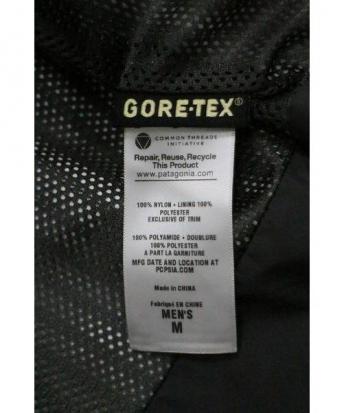 GORE-TEX®
COMMON THREADS
INITIATIVE
Repair, Reuse, Recycle
This Product
www.patagonia.com
100% NYLON • LINING 100%
POLYESTER
EXCLUSIVE OF TRIM
100% POLYAMIDE • DOUBLURE
100% POLYESTER
A PART LA GARNITURE
MFG DATE AND LOCATION AT
PCPSIA.COM
Made in CHINA
Fabriqué EN CHINE
MEN'S
M